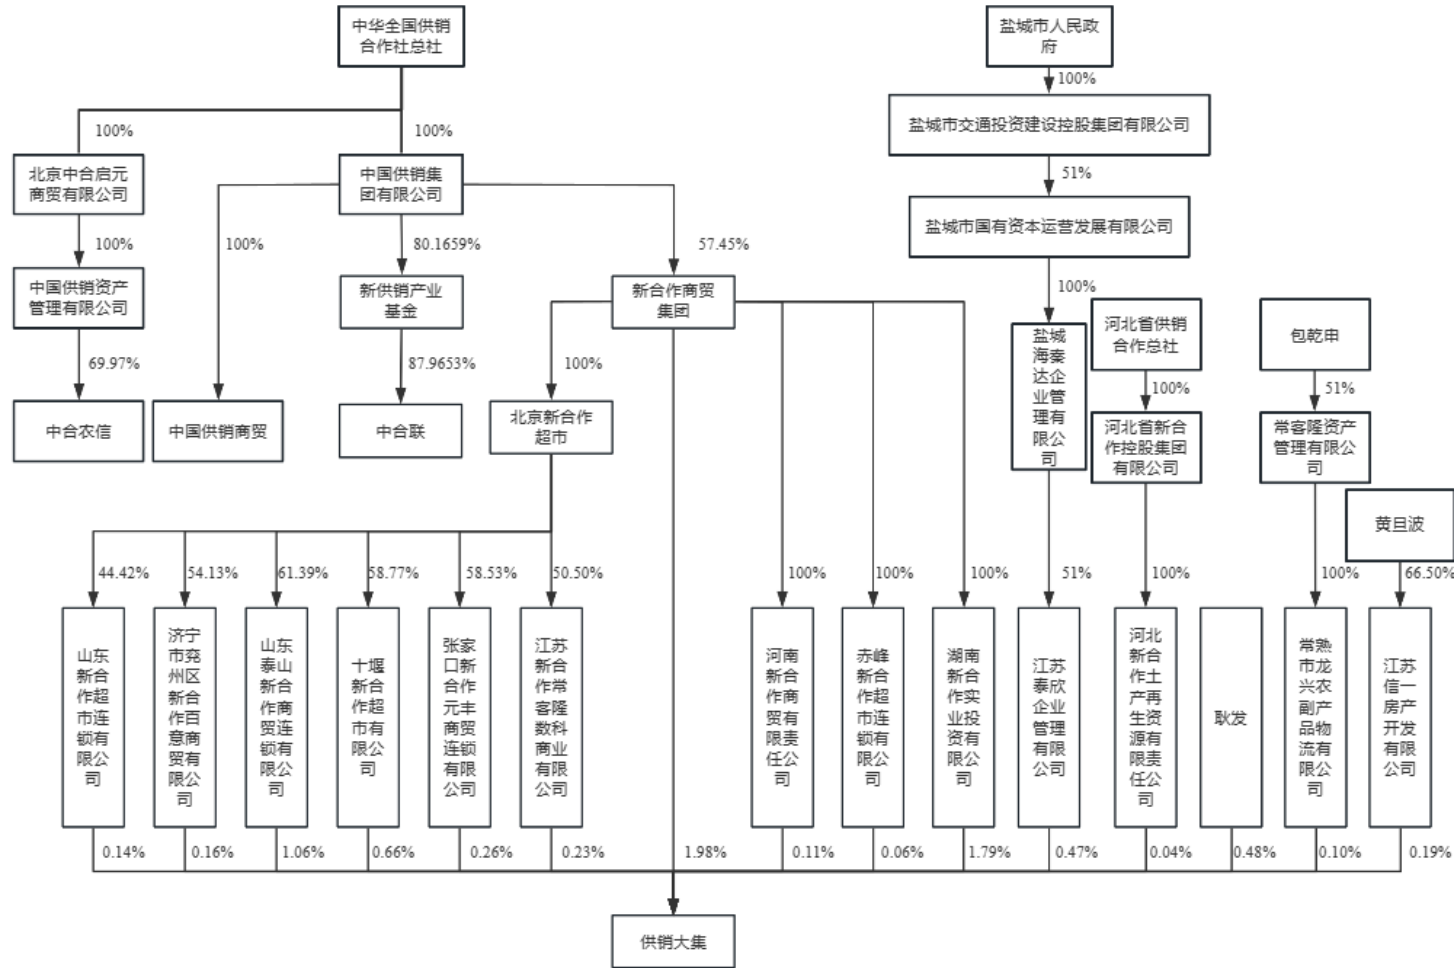 中华全国供销
合作社总社
盐城市人民政
府
100%
盐城市交通投资建设控股集团有限公司
100%
100%
51%
北京中合启元
商贸有限公司
中国供销集
团有限公司
盐城市国有资本运营发展有限公司
100%
100%
80.1659%
57.45%
100%
中国供销资产
管理有限公司
新供销产业
基金
新合作商贸
集团
盐城
海秦
达企
业管
理有
限公
司
河北省供销
合作总社
包乾申
69.97%
87.9653%
100%
100%
51%
中合农信
中国供销商贸
中合联
北京新合作
超市
河北省新合
作控股集团
有限公司
常客隆资产
管理有限公
司
黄旦波
44.42%
54.13%
61.39%
58.77%
58.53%
50.50%
100%
100%
100%
51%
100%
100%
66.50%
山东
新合
作超
市连
锁有
限公
司
济宁
市兖
州区
新合
作百
意商
贸有
限公
司
山东
泰山
新合
作商
贸连
锁有
限公
司
十堰
新合
作超
市有
限公
司
张家
口新
合作
元丰
商贸
连锁
有限
公司
江苏
新合
作常
客隆
数科
商业
有限
公司
河南
新合
作商
贸有
限责
任公
司
赤峰
新合
作超
市连
锁有
限公
司
湖南
新合
作实
业投
资有
限公
司
江苏
泰欣
企业
管理
有限
公司
河北
新合
作土
产再
生资
源有
限责
任公
司
耿发
常熟
市龙
兴农
副产
品物
流有
限公
司
江苏
信一
房产
开发
有限
公司
0.14%
0.16%
1.06%
0.66%
0.26%
0.23%
1.98%
0.11%
0.06%
1.79%
0.47%
0.04%
0.48%
0.10%
0.19%
供销大集